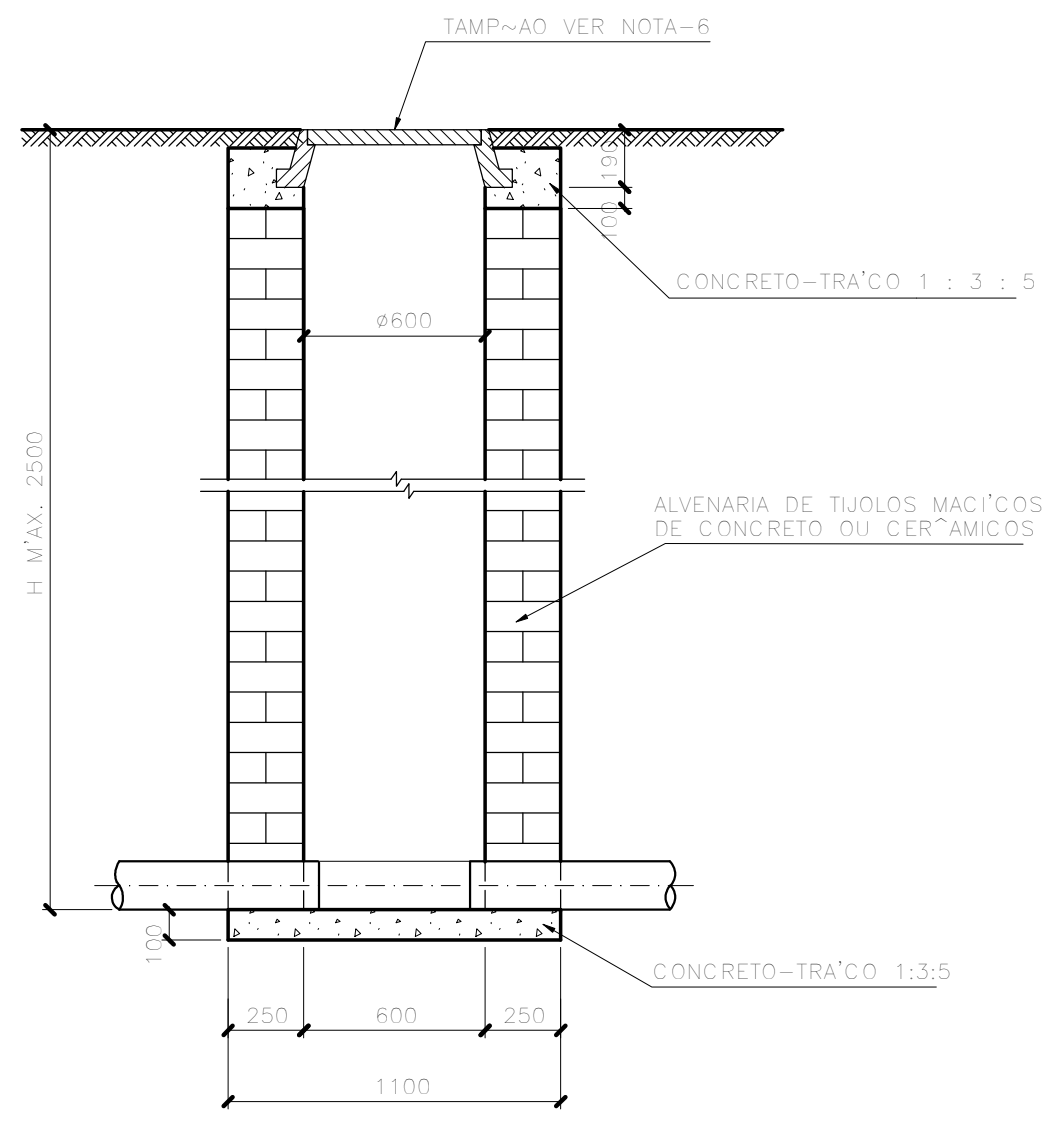 TAMP~AO VER NOTA-6
190
100
CONCRETO-TRA'CO 1 : 3 : 5
ø600
H M'AX. 2500
ALVENARIA DE TIJOLOS MACI'COS
DE CONCRETO OU CER^AMICOS
100
CONCRETO-TRA'CO 1:3:5
250
600
250
1100